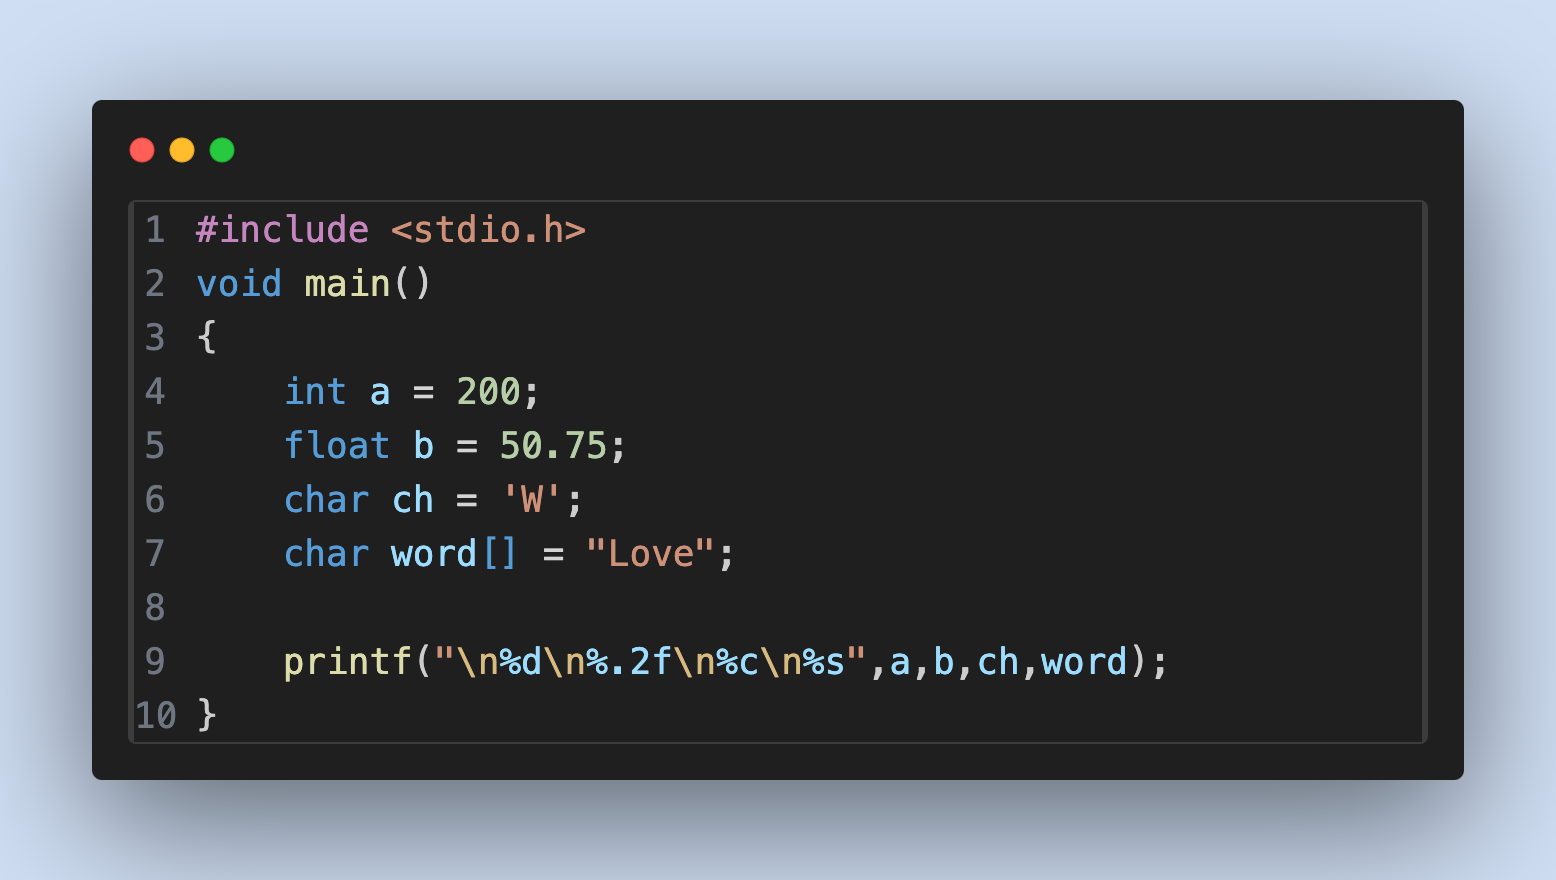 1 #include <stdio.h>
2 void main()
3 {
4     int a = 200;
5     float b = 50.75;
6     char ch = 'W';
7     char word[] = "Love";
8
9     printf("\n%d\n%.2f\n%c\n%s",a,b,ch,word);
10 }